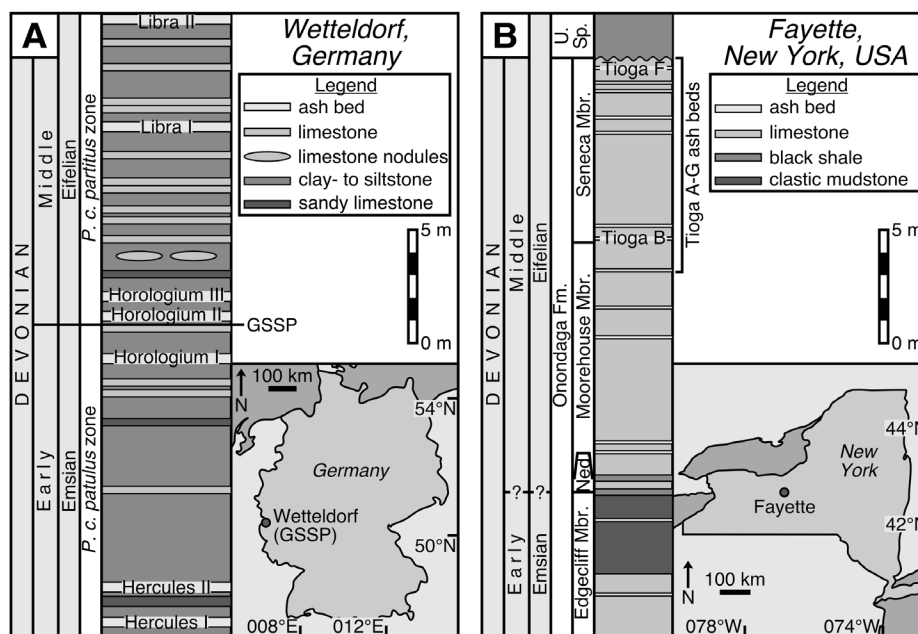 A
Wetteldorf,
Germany
Legend
ash bed
limestone
limestone nodules
clay- to siltstone
sandy limestone
DEVONIAN
Middle
Early
Eifelian
Emsian
P. c. partitus zone
P. c. patulus zone
Libra II
Libra I
Horologium III
Horologium II
GSSP
Horologium I
Hercules II
Hercules I
5 m
0 m
100 km
N
54°N
Germany
Wetteldorf
(GSSP)
50°N
008°E
012°E
B
Fayette,
New York, USA
Legend
ash bed
limestone
black shale
clastic mudstone
DEVONIAN
Middle
Early
Eifelian
Emsian
? ?
Onondaga Fm.
U.
Sp.
Seneca Mbr.
Moorehouse Mbr.
Ned.
Edgecliff Mbr.
Tioga F
Tioga B
Tioga A-G ash beds
5 m
0 m
44°N
New
York
Fayette
42°N
N
100 km
078°W
074°W